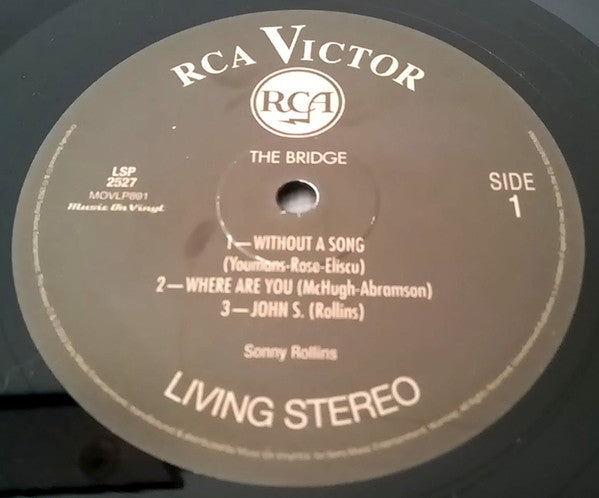 RCA VICTOR
RCA
THE BRIDGE
LSP
2527
MOVLP891
Music On Vinyl
SIDE
1
1—WITHOUT A SONG
(Youmans-Rose-Eliscu)
2—WHERE ARE YOU (McHugh-Abramson)
3—JOHN S. (Rollins)
Sonny Rollins
LIVING STEREO